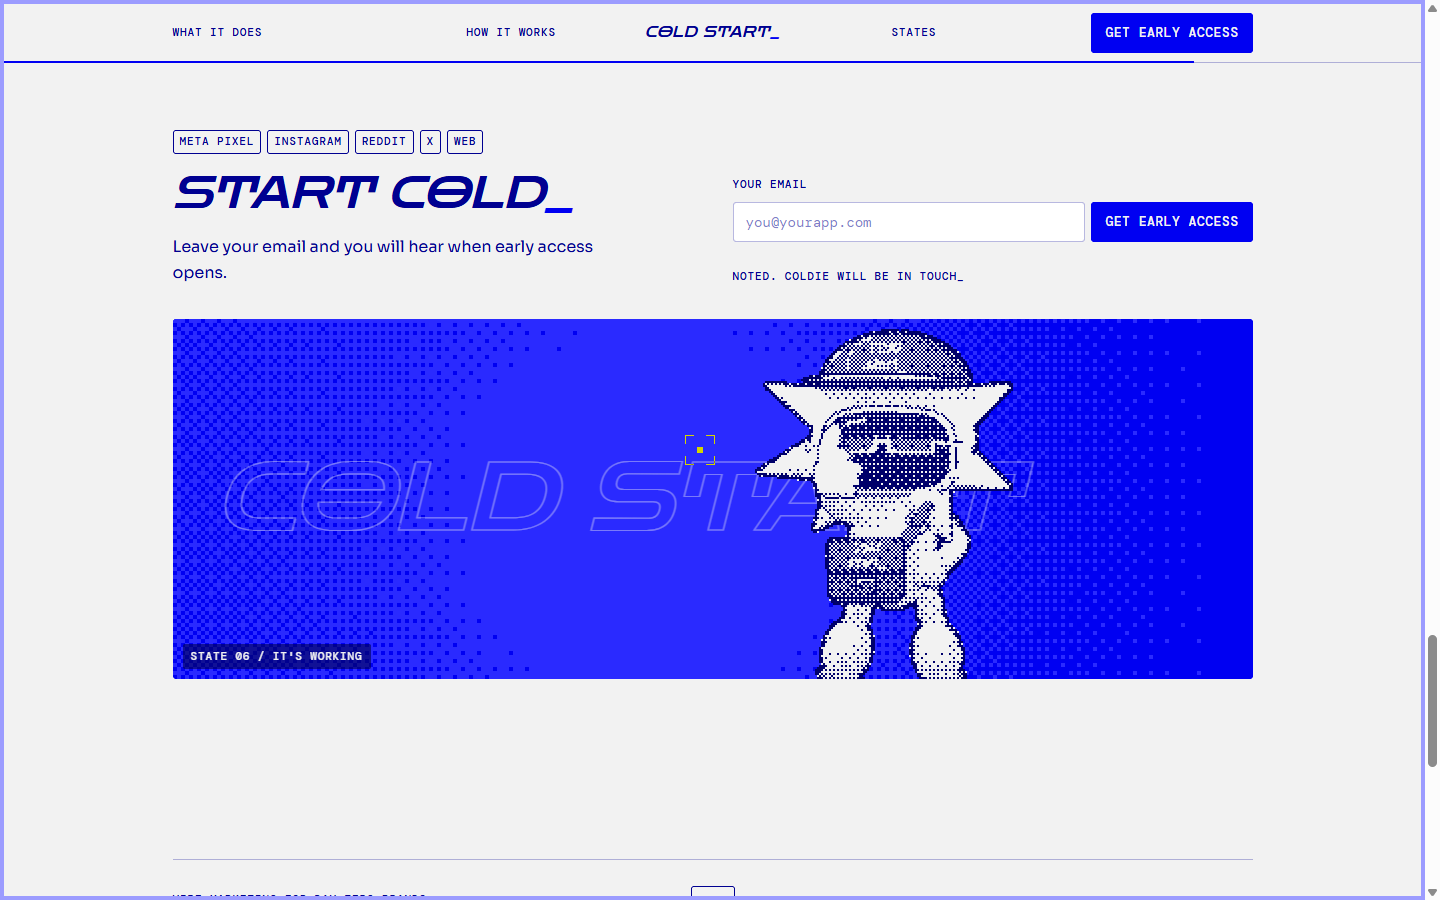 WHAT IT DOES
HOW IT WORKS
COLD START_
STATES
GET EARLY ACCESS
META PIXEL
INSTAGRAM
REDDIT
X
WEB
START COLD_
Leave your email and you will hear when early access
opens.
YOUR EMAIL
you@yourapp.com
GET EARLY ACCESS
NOTED. COLDIE WILL BE IN TOUCH_
COLD START
STATE 06 / IT'S WORKING